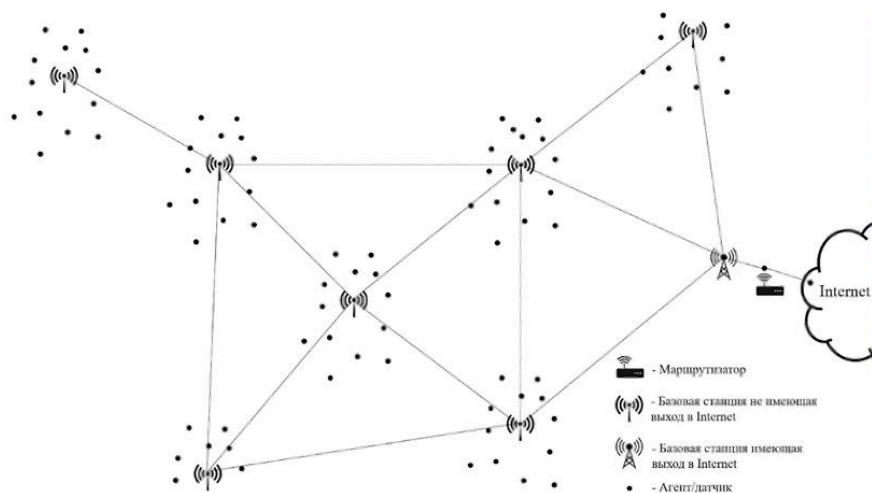 Internet
- Маршрутизатор
- Базовая станция не имеющая
выход в Internet
- Базовая станция имеющая
выход в Internet
- Агент/датчик